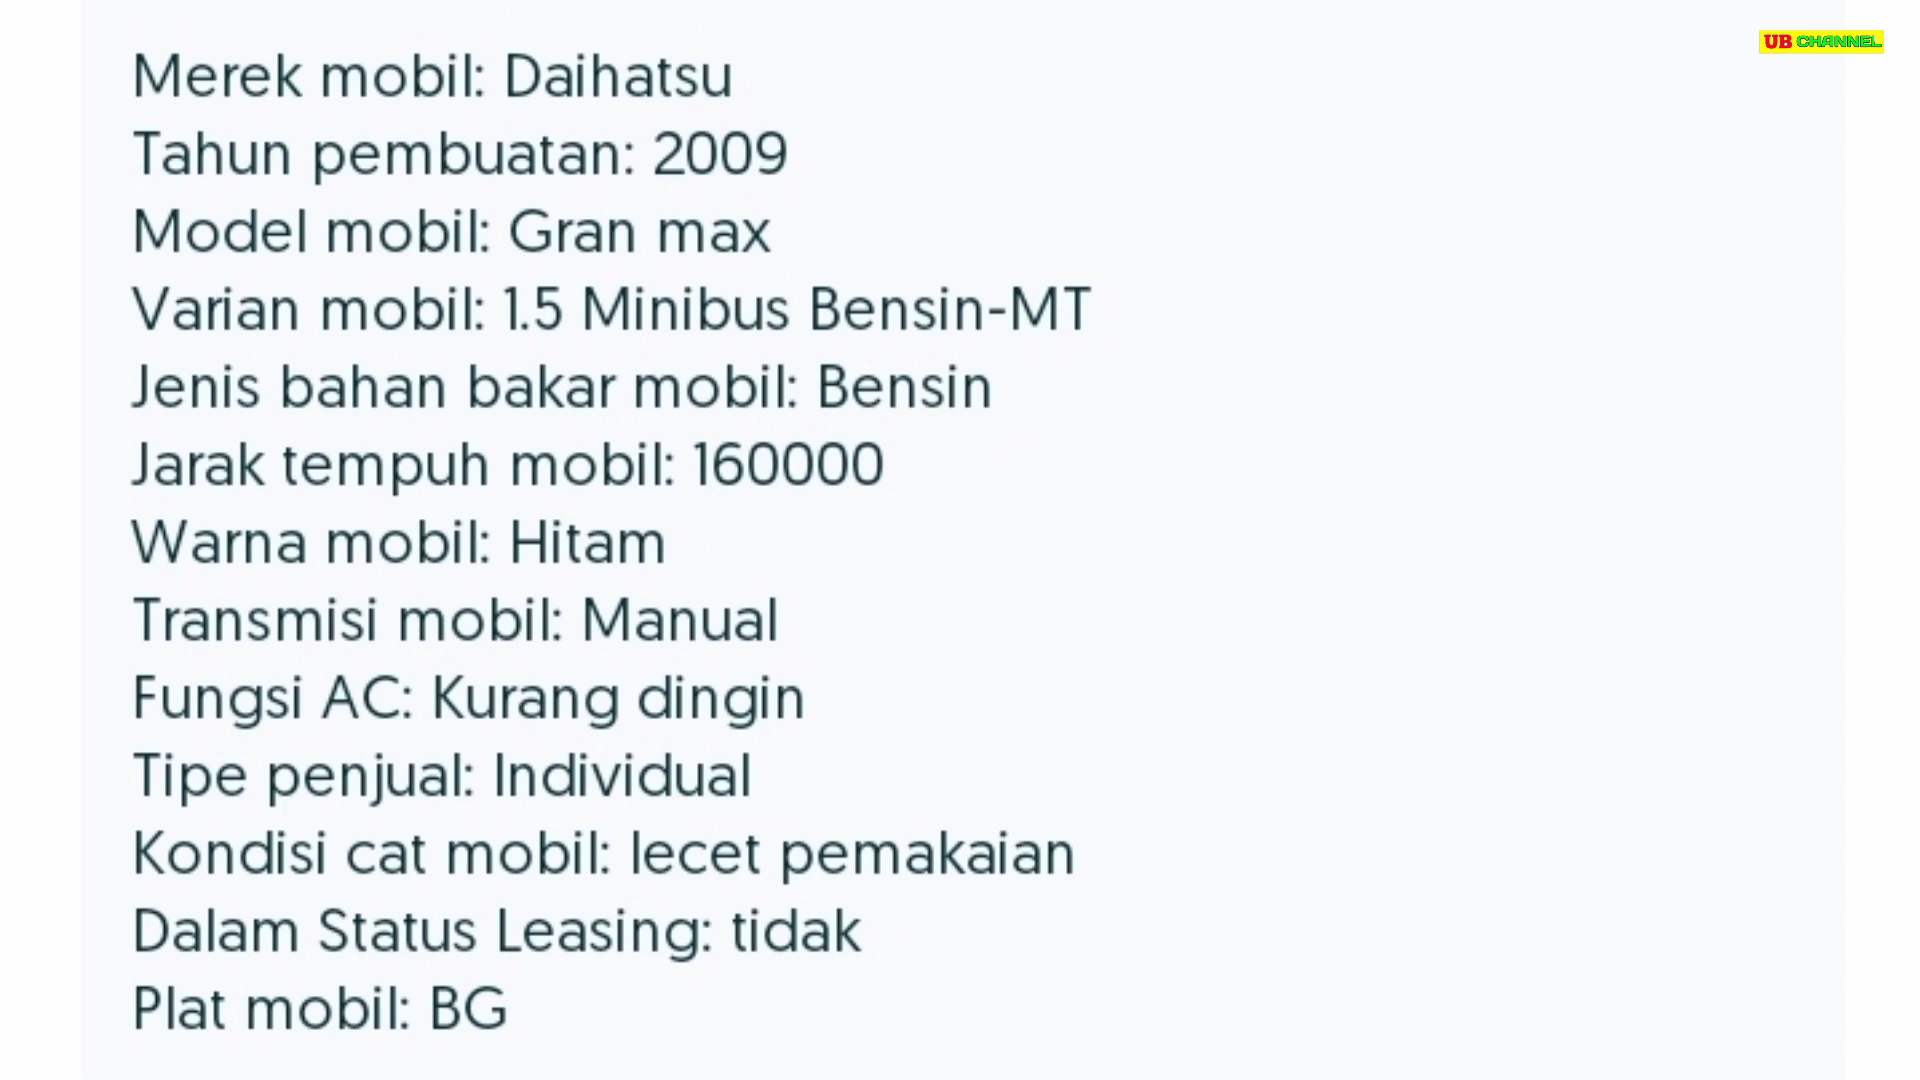 UB CHANNEL
Merek mobil: Daihatsu
Tahun pembuatan: 2009
Model mobil: Gran max
Varian mobil: 1.5 Minibus Bensin-MT
Jenis bahan bakar mobil: Bensin
Jarak tempuh mobil: 160000
Warna mobil: Hitam
Transmisi mobil: Manual
Fungsi AC: Kurang dingin
Tipe penjual: Individual
Kondisi cat mobil: lecet pemakaian
Dalam Status Leasing: tidak
Plat mobil: BG